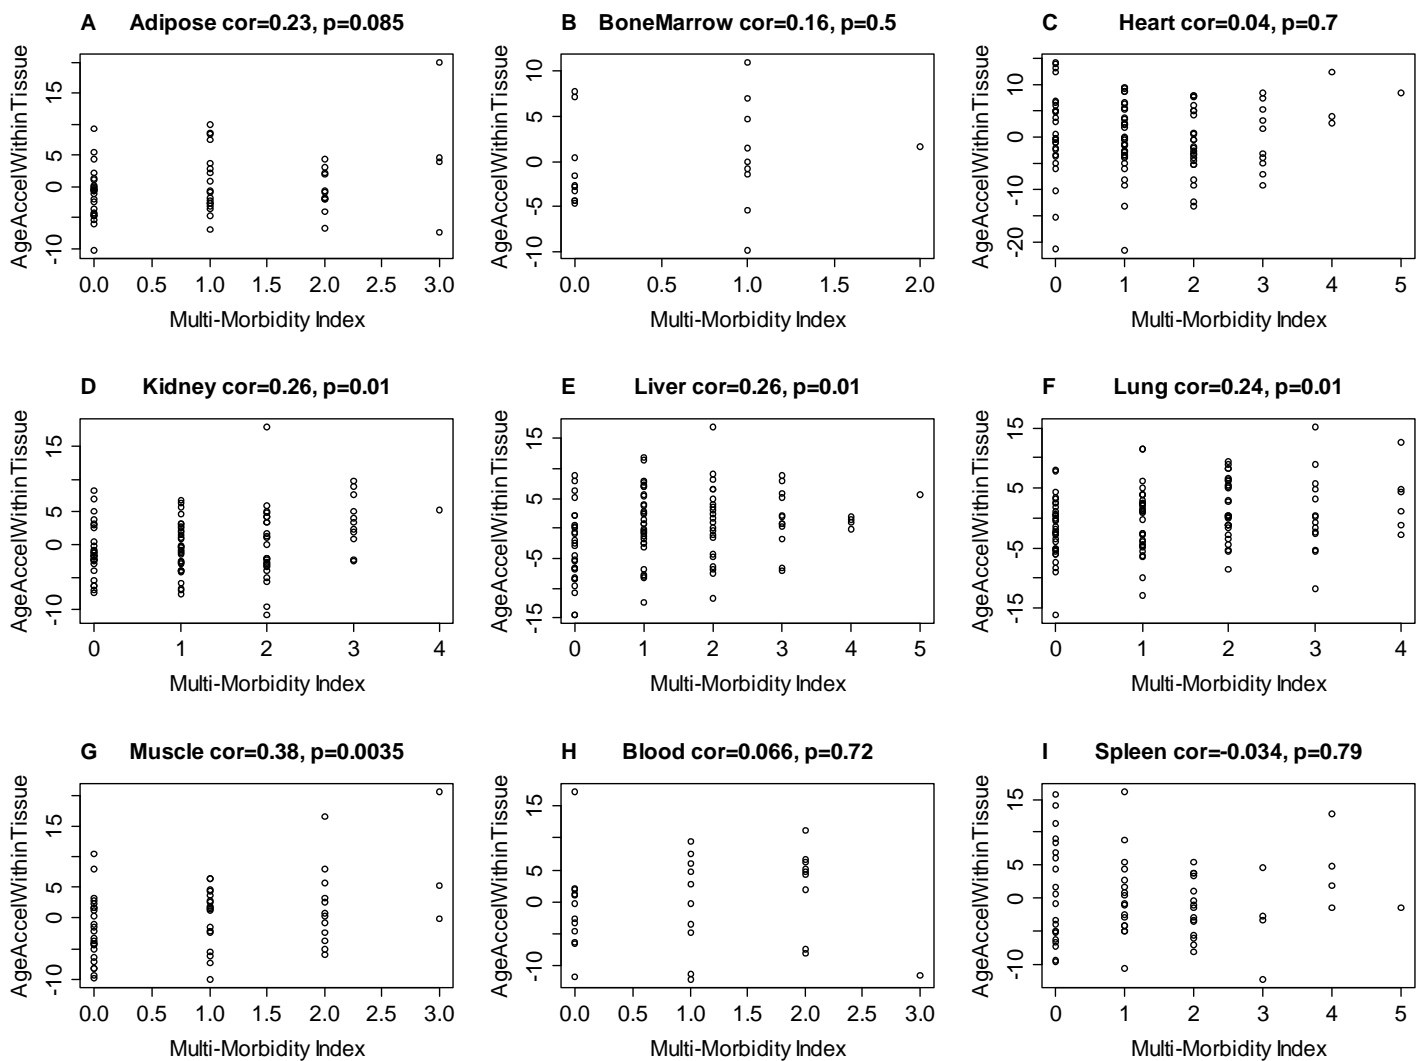 A Adipose cor=0.23, p=0.085
AgeAccelWithinTissue
15
5
0
-10
0.0 0.5 1.0 1.5 2.0 2.5 3.0
Multi-Morbidity Index
B BoneMarrow cor=0.16, p=0.5
AgeAccelWithinTissue
10
5
0
-5
-10
0.0 0.5 1.0 1.5 2.0
Multi-Morbidity Index
C Heart cor=0.04, p=0.7
AgeAccelWithinTissue
10
0
-10
-20
0 1 2 3 4 5
Multi-Morbidity Index
D Kidney cor=0.26, p=0.01
AgeAccelWithinTissue
15
5
0
-10
0 1 2 3 4
Multi-Morbidity Index
E Liver cor=0.26, p=0.01
AgeAccelWithinTissue
15
5
-5
-15
0 1 2 3 4 5
Multi-Morbidity Index
F Lung cor=0.24, p=0.01
AgeAccelWithinTissue
15
5
-5
-15
0 1 2 3 4
Multi-Morbidity Index
G Muscle cor=0.38, p=0.0035
AgeAccelWithinTissue
15
5
0
-10
0.0 0.5 1.0 1.5 2.0 2.5 3.0
Multi-Morbidity Index
H Blood cor=0.066, p=0.72
AgeAccelWithinTissue
15
5
0
-10
0.0 0.5 1.0 1.5 2.0 2.5 3.0
Multi-Morbidity Index
I Spleen cor=-0.034, p=0.79
AgeAccelWithinTissue
15
5
0
-10
0 1 2 3 4 5
Multi-Morbidity Index